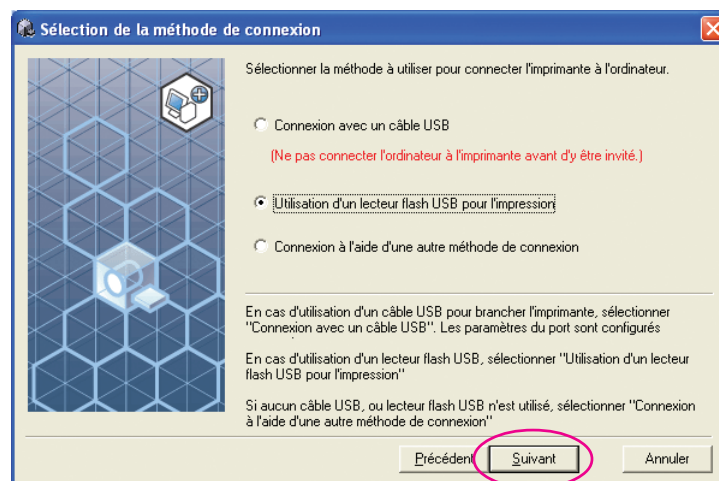 Sélection de la méthode de connexion
Sélectionner la méthode à utiliser pour connecter l'imprimante à l'ordinateur.
Connexion avec un câble USB
(Ne pas connecter l'ordinateur à l'imprimante avant d'y être invité.)
Utilisation d'un lecteur flash USB pour l'impression
Connexion à l'aide d'une autre méthode de connexion
En cas d'utilisation d'un câble USB pour brancher l'imprimante, sélectionner
"Connexion avec un câble USB". Les paramètres du port sont configurés
En cas d'utilisation d'un lecteur flash USB, sélectionner "Utilisation d'un lecteur
flash USB pour l'impression"
Si aucun câble USB, ou lecteur flash USB n'est utilisé, sélectionner "Connexion
à l'aide d'une autre méthode de connexion"
Précédent Suivant Annuler